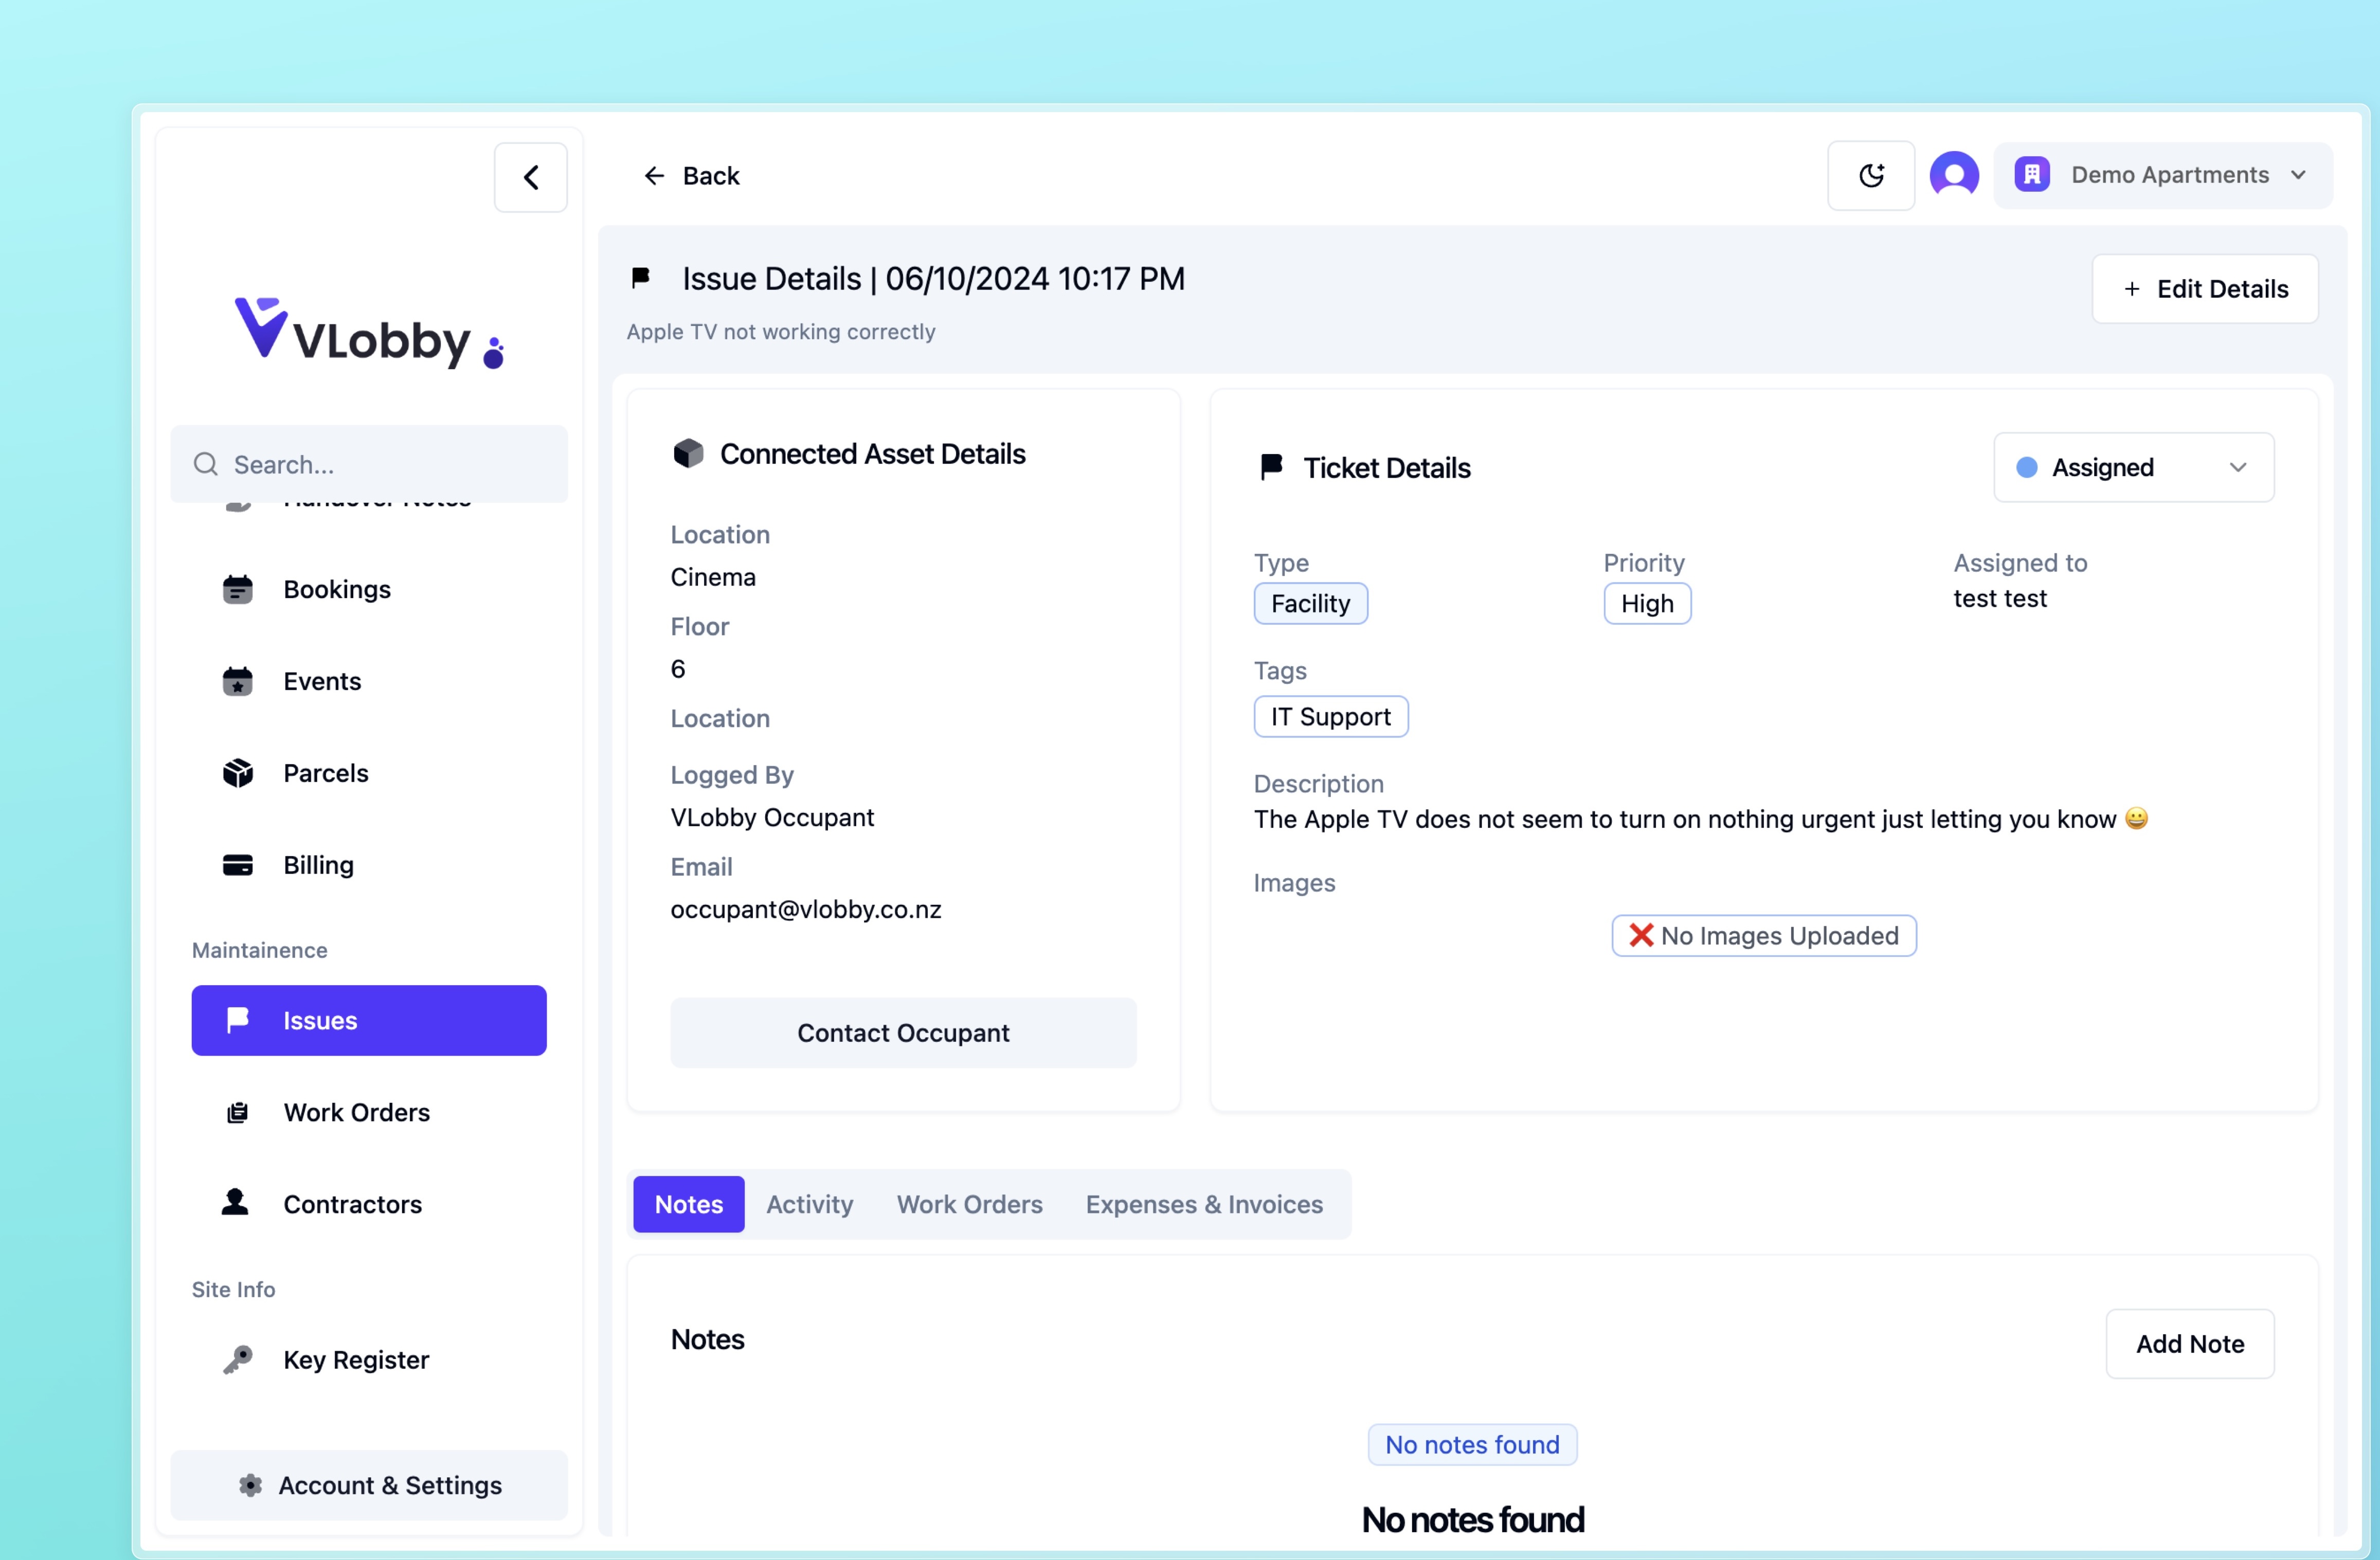 Back
Demo Apartments
VLobby
Search...
Handover Notes
Bookings
Events
Parcels
Billing
Maintainence
Issues
Work Orders
Contractors
Site Info
Key Register
Account & Settings
Issue Details | 06/10/2024 10:17 PM
Apple TV not working correctly
+ Edit Details
Connected Asset Details
Location
Cinema
Floor
6
Location
Logged By
VLobby Occupant
Email
occupant@vlobby.co.nz
Contact Occupant
Ticket Details
Assigned
Type
Facility
Priority
High
Assigned to
test test
Tags
IT Support
Description
The Apple TV does not seem to turn on nothing urgent just letting you know 😀
Images
❌ No Images Uploaded
Notes
Activity
Work Orders
Expenses & Invoices
Notes
Add Note
No notes found
No notes found